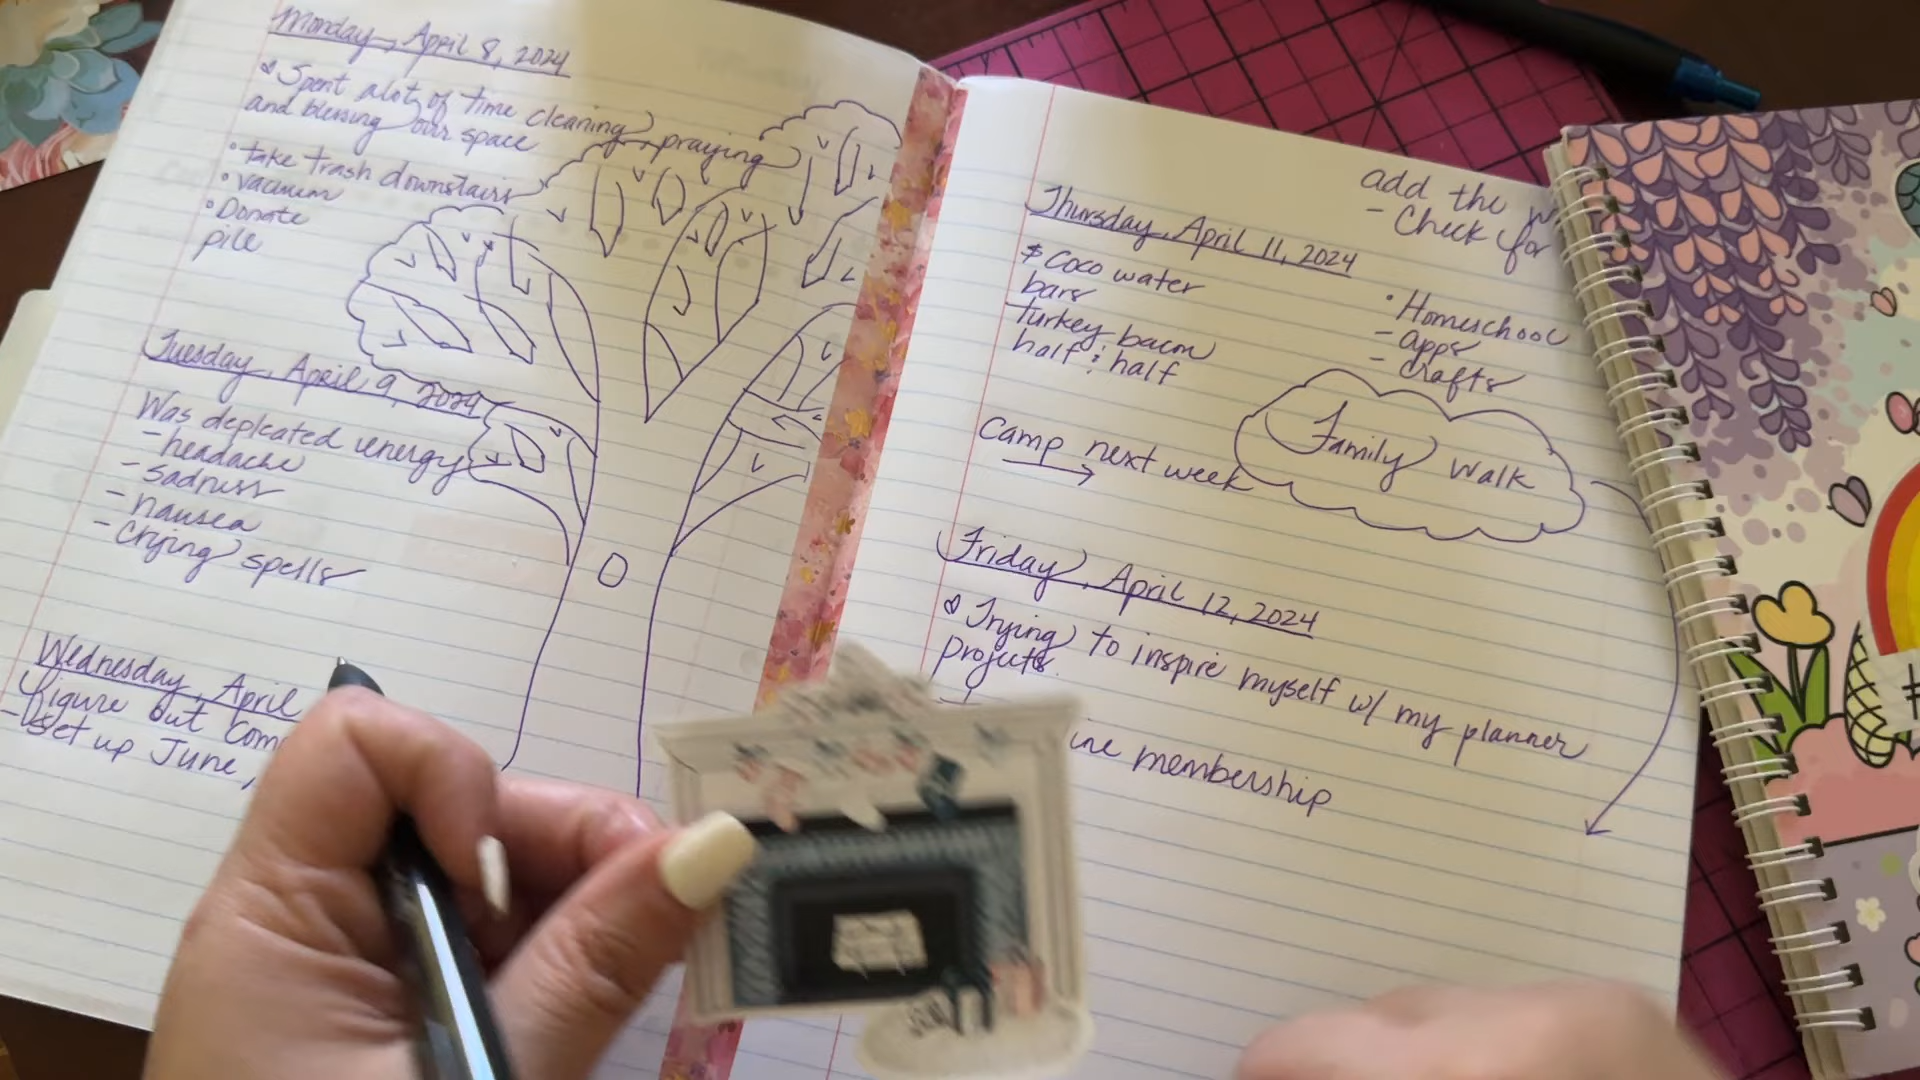 Monday, April 8, 2024
Spent alot of time cleaning, praying
and blessing our space
• take trash downstairs
• vacuum
• Donate
pile
Tuesday, April 9, 2024
Was depleated energy
- headache
- sadness
- nausea
- Crying spells
Wednesday, April
figure out
- Set up June,
add the
- Check for
Thursday, April 11, 2024
$ Coco water
bars
turkey bacon
half & half
• Homeschool
- apps
- Crafts
Camp next week
Family Walk
Friday, April 12, 2024
Trying to inspire myself w/ my planner
projects.
membership